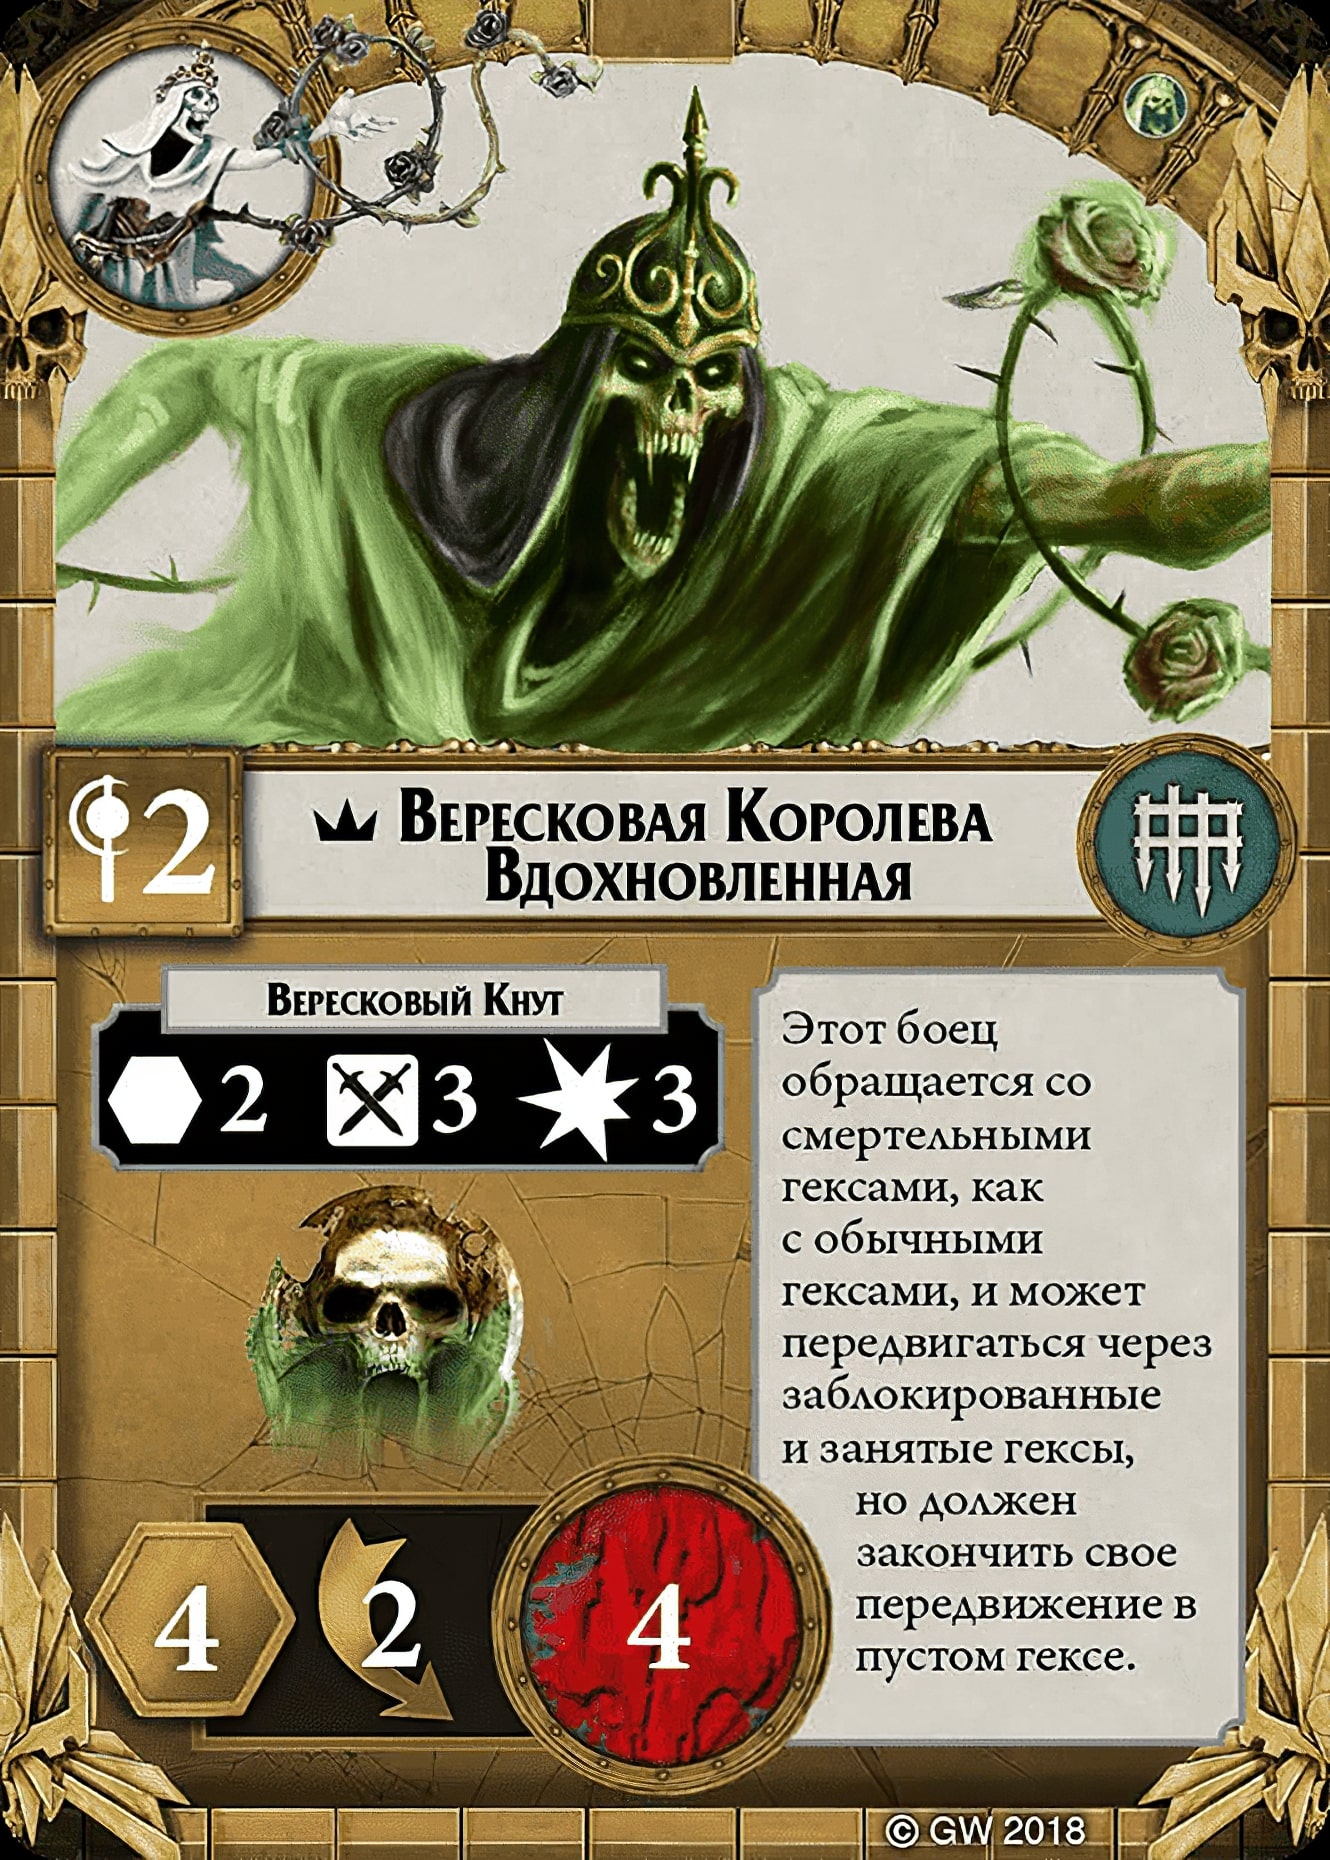 2
Вересковая Королева
Вдохновленная
Вересковый Кнут
2 3 3
Этот боец
обращается со
смертельными
гексами, как
с обычными
гексами, и может
передвигаться через
заблокированные
и занятые гексы,
но должен
закончить свое
передвижение в
пустом гексе.
4 2 4
© GW 2018